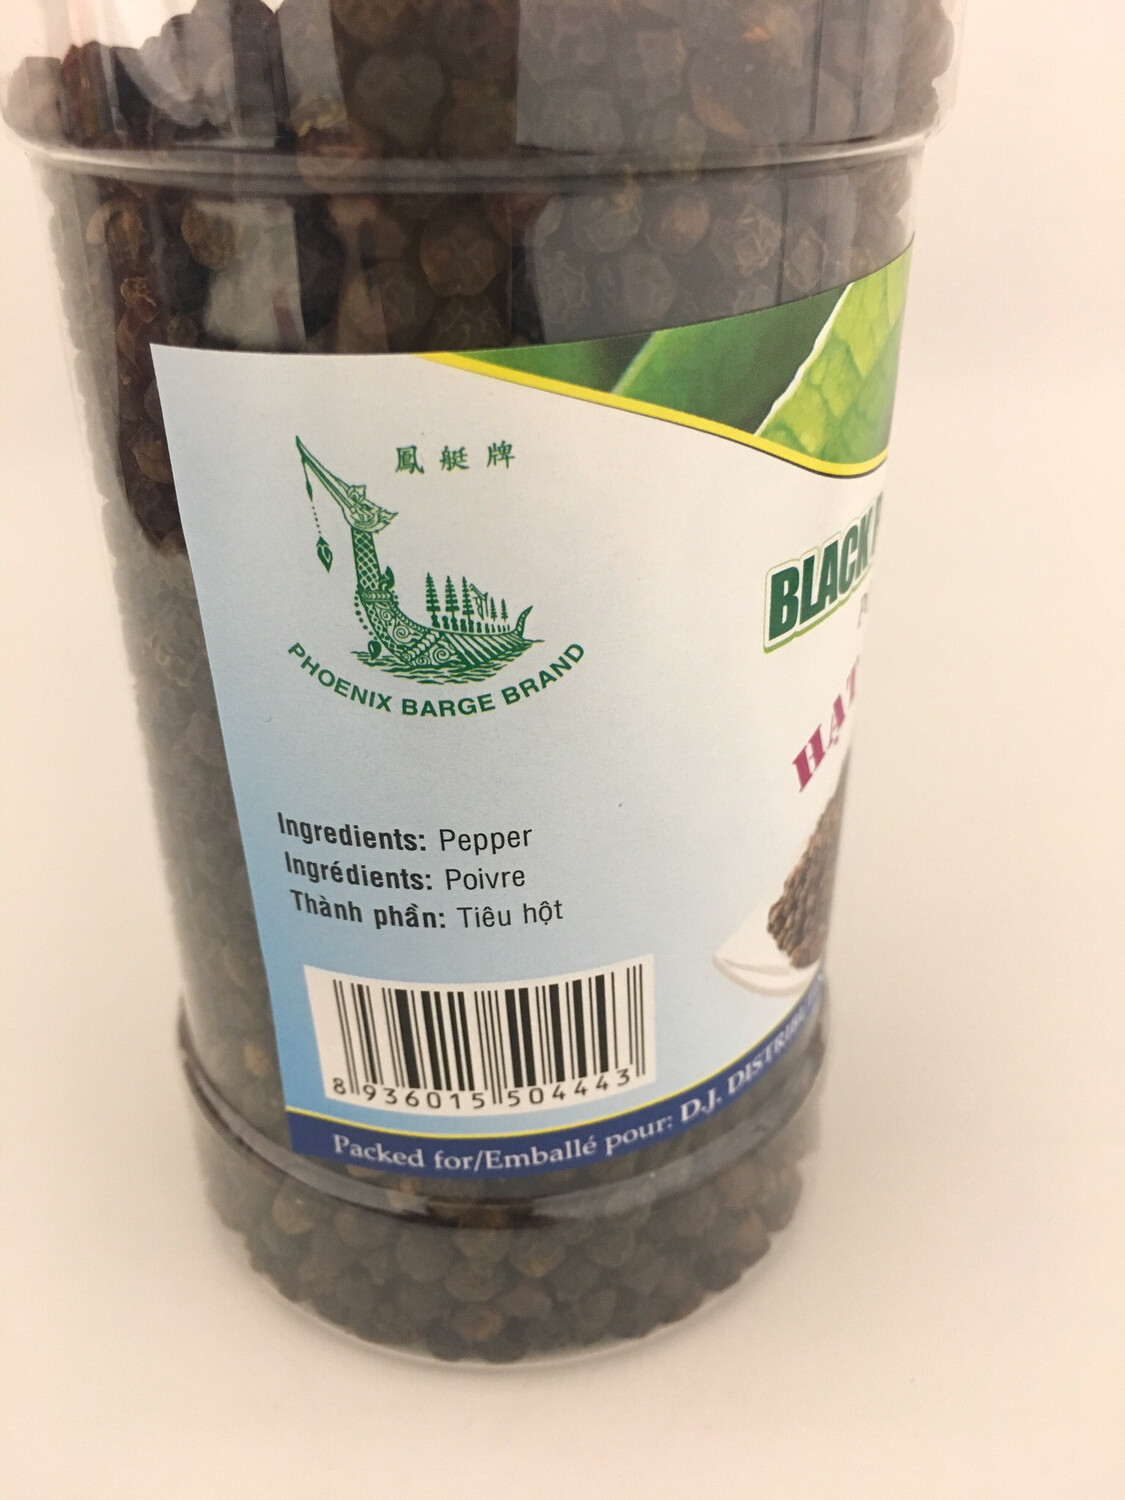 鳳艇牌
PHOENIX BARGE BRAND
BLACK
HẠT
Ingredients: Pepper
Ingrédients: Poivre
Thành phần: Tiêu hột
8 936015 504443
Packed for/Emballé pour: D.J.